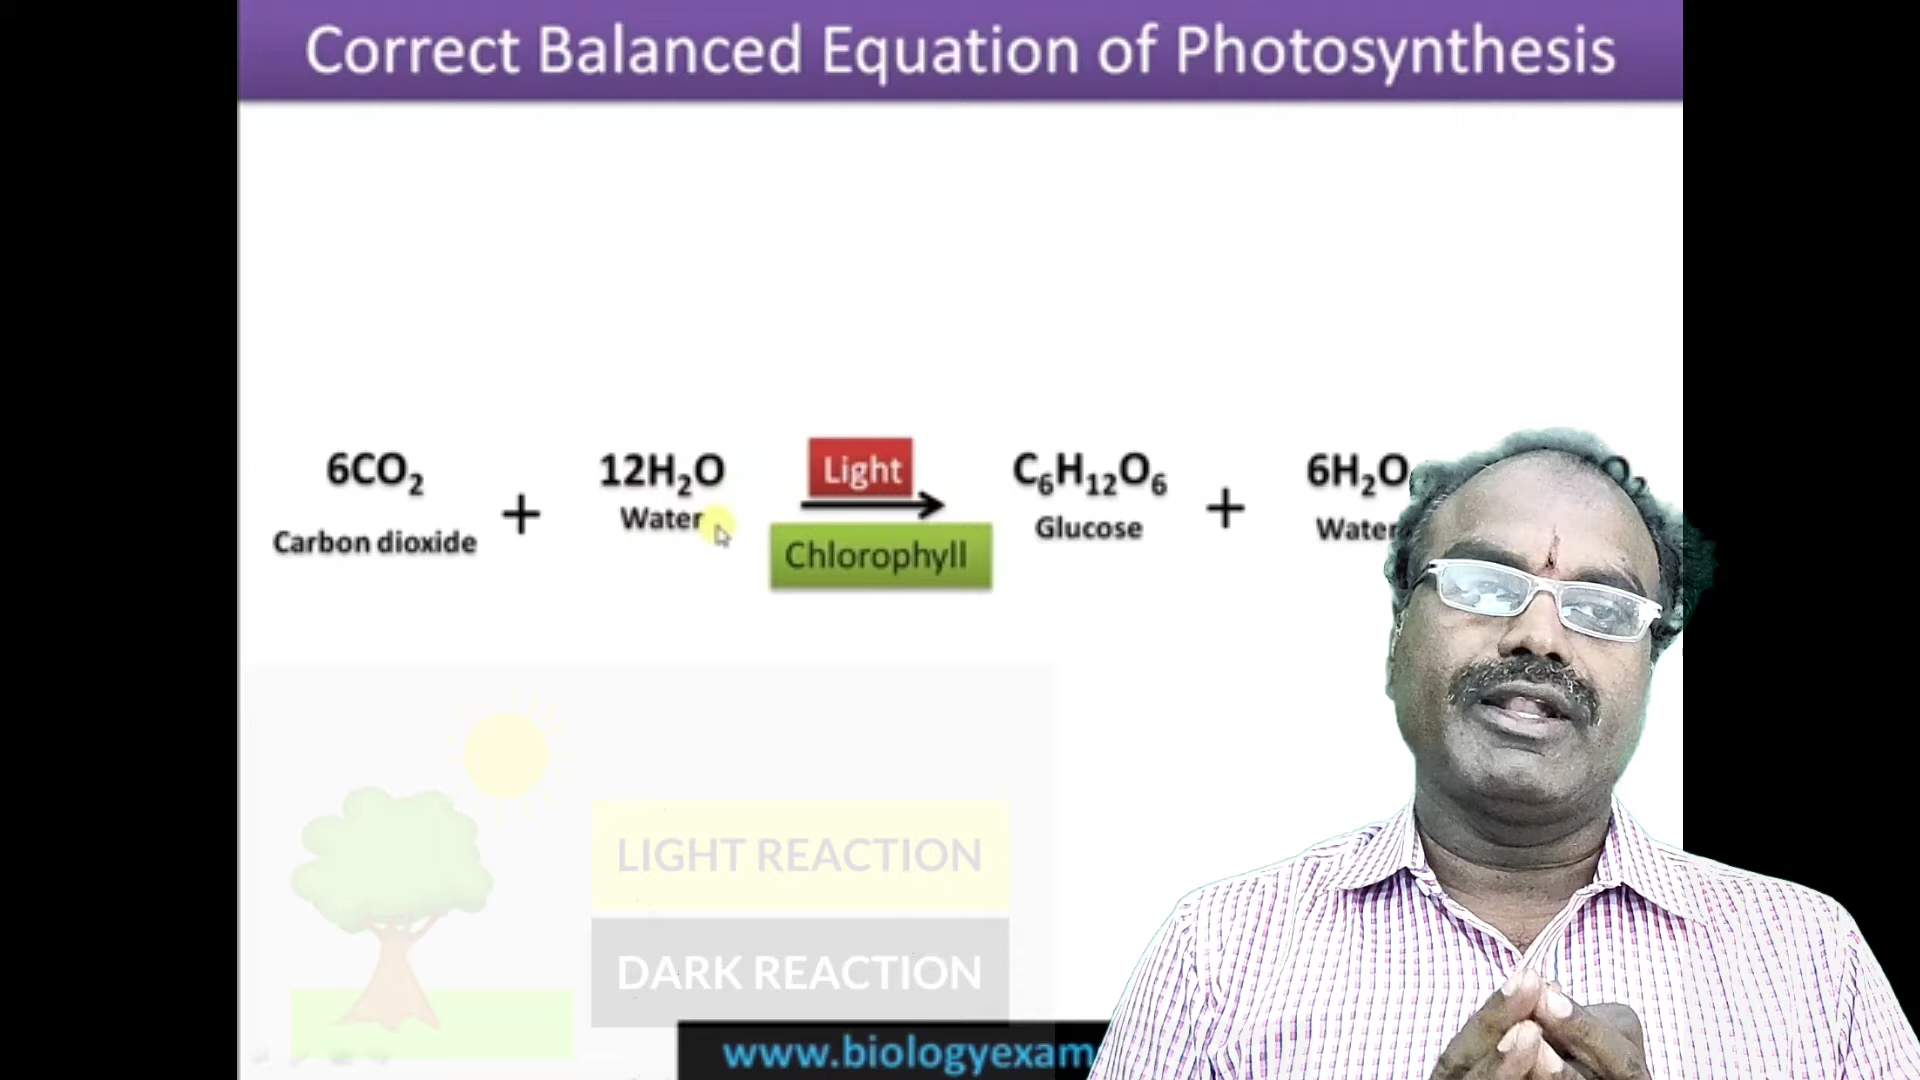 Correct Balanced Equation of Photosynthesis
6CO₂ + 12H₂O Light C₆H₁₂O₆ + 6H₂O
Carbon dioxide Water Chlorophyll Glucose Water
LIGHT REACTION
DARK REACTION
www.biologyexam